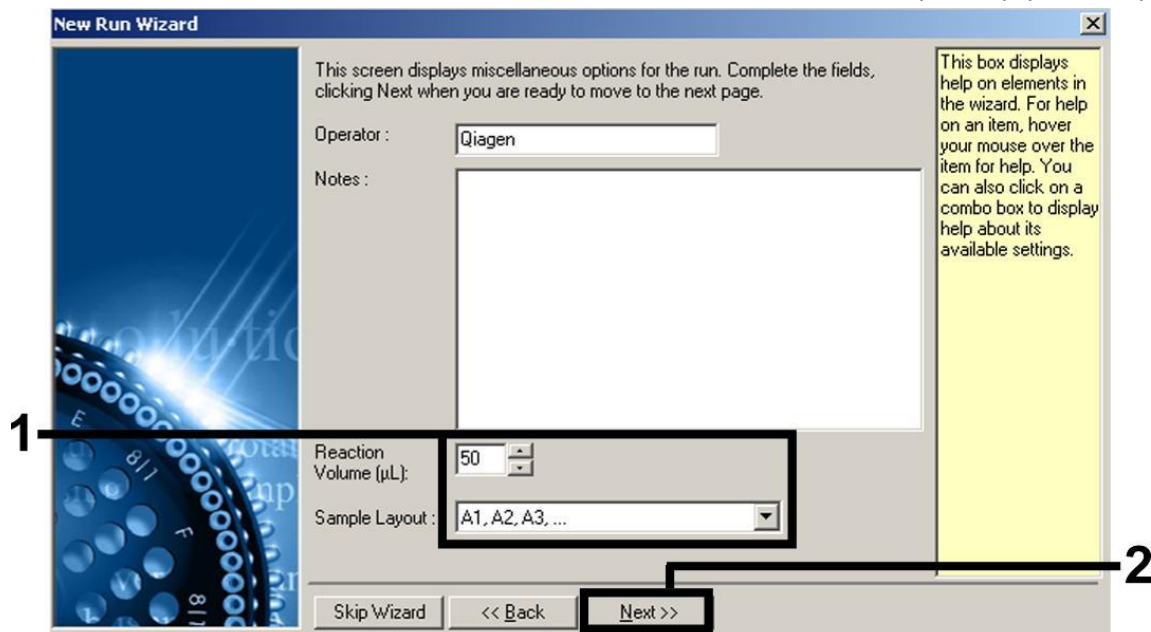 New Run Wizard
This screen displays miscellaneous options for the run. Complete the fields,
clicking Next when you are ready to move to the next page.
Operator :
Qiagen
Notes :
Reaction
Volume (µL):
50
Sample Layout :
A1, A2, A3, ...
Skip Wizard
<< Back
Next >>
This box displays
help on elements in
the wizard. For help
on an item, hover
your mouse over the
item for help. You
can also click on a
combo box to display
help about its
available settings.
1
2
E
8/1
F
8/1